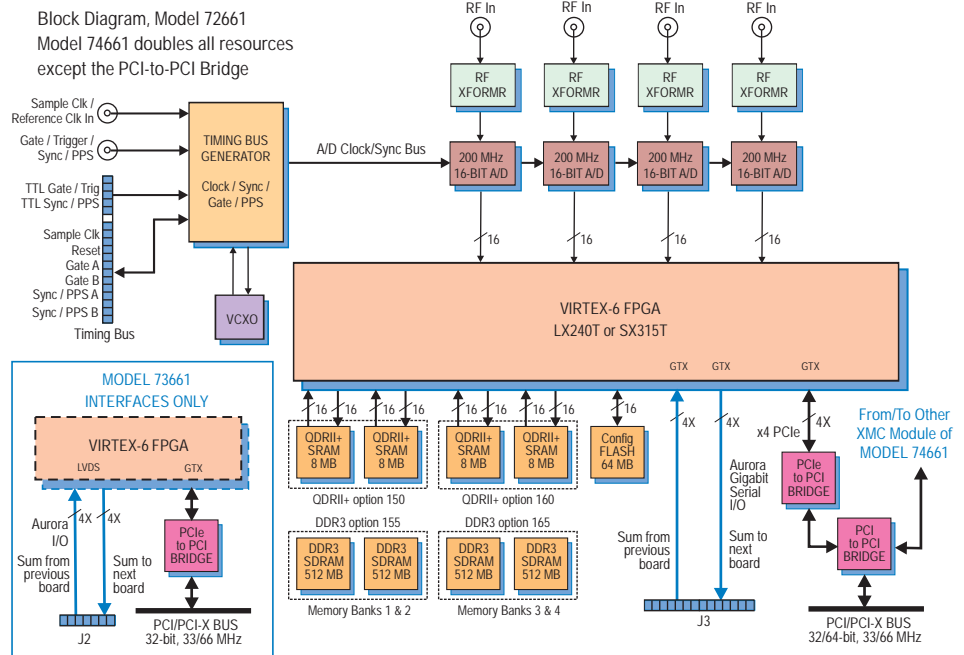 Block Diagram, Model 72661
Model 74661 doubles all resources
except the PCI-to-PCI Bridge
RF In
RF In
RF In
RF In
RF
XFORMR
RF
XFORMR
RF
XFORMR
RF
XFORMR
Sample Clk /
Reference Clk In
Gate / Trigger /
Sync / PPS
TTL Gate / Trig
TTL Sync / PPS
Sample Clk
Reset
Gate A
Gate B
Sync / PPS A
Sync / PPS B
Timing Bus
TIMING BUS
GENERATOR
Clock / Sync /
Gate / PPS
VCXO
A/D Clock/Sync Bus
200 MHz
16-BIT A/D
200 MHz
16-BIT A/D
200 MHz
16-BIT A/D
200 MHz
16-BIT A/D
16
16
16
16
VIRTEX-6 FPGA
LX240T or SX315T
GTX
GTX
GTX
16
16
16
16
16
16
16
16
16
4X
4X
4X
x4 PCIe
QDRII+
SRAM
8 MB
QDRII+
SRAM
8 MB
QDRII+
SRAM
8 MB
QDRII+
SRAM
8 MB
Config
FLASH
64 MB
QDRII+ option 150
QDRII+ option 160
DDR3 option 155
DDR3 option 165
DDR3
SDRAM
512 MB
DDR3
SDRAM
512 MB
DDR3
SDRAM
512 MB
DDR3
SDRAM
512 MB
Memory Banks 1 & 2
Memory Banks 3 & 4
Sum from
previous
board
Sum to
next
board
J3
Aurora
Gigabit
Serial
I/O
PCIe
to PCI
BRIDGE
PCI
to PCI
BRIDGE
From/To Other
XMC Module of
MODEL 74661
PCI/PCI-X BUS
32/64-bit, 33/66 MHz
MODEL 73661
INTERFACES ONLY
VIRTEX-6 FPGA
LVDS
GTX
4X
4X
Aurora
I/O
Sum from
previous
board
Sum to
next
board
PCIe
to PCI
BRIDGE
J2
PCI/PCI-X BUS
32-bit, 33/66 MHz